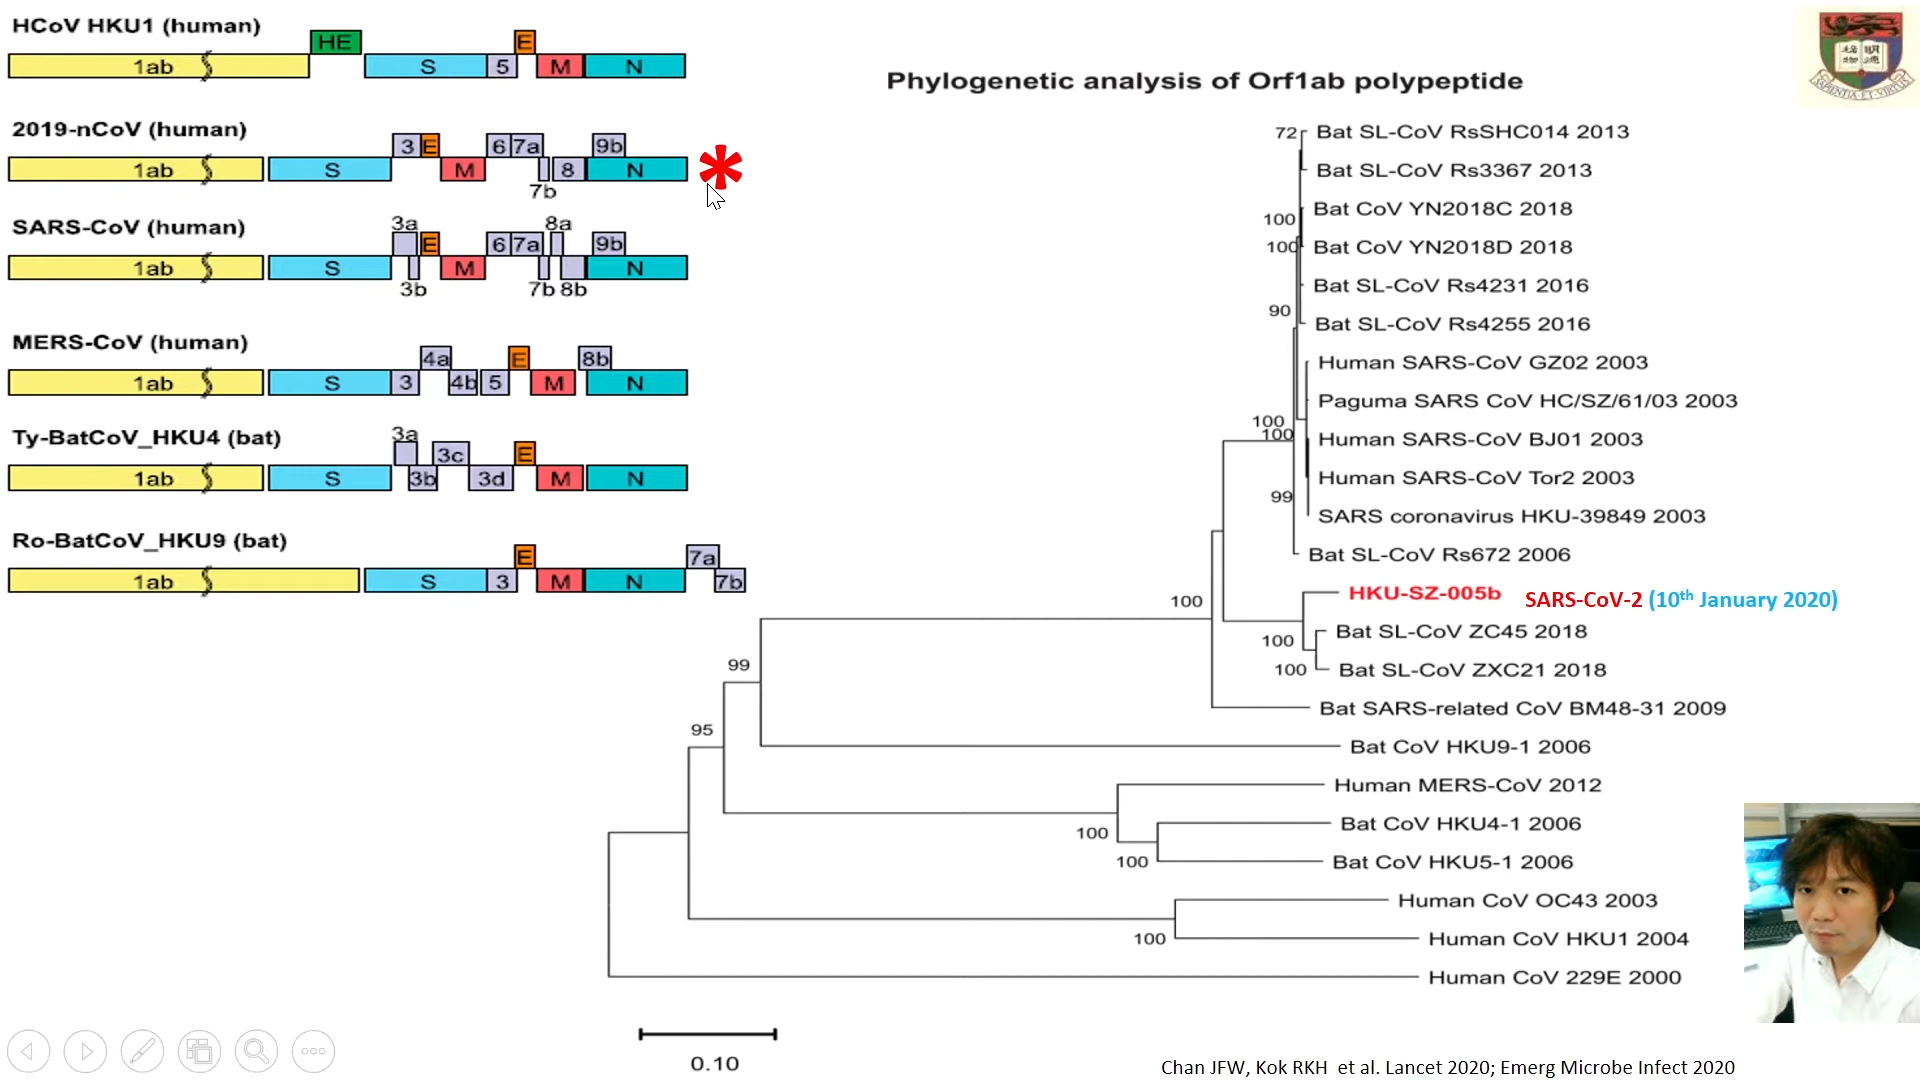 HCoV HKU1 (human)
HE
E
1ab
S
5
M
N
2019-nCoV (human)
3
E
6
7a
9b
1ab
S
M
8
N
7b
*
SARS-CoV (human)
3a
8a
E
6
7a
9b
1ab
S
M
N
3b
7b
8b
MERS-CoV (human)
4a
E
8b
1ab
S
3
4b
5
M
N
Ty-BatCoV_HKU4 (bat)
3a
3c
E
1ab
S
3b
3d
M
N
Ro-BatCoV_HKU9 (bat)
E
7a
1ab
S
3
M
N
7b
Phylogenetic analysis of Orf1ab polypeptide
72
Bat SL-CoV RsSHC014 2013
Bat SL-CoV Rs3367 2013
Bat CoV YN2018C 2018
100
100
Bat CoV YN2018D 2018
Bat SL-CoV Rs4231 2016
90
Bat SL-CoV Rs4255 2016
Human SARS-CoV GZ02 2003
Paguma SARS CoV HC/SZ/61/03 2003
100
100
Human SARS-CoV BJ01 2003
Human SARS-CoV Tor2 2003
99
SARS coronavirus HKU-39849 2003
Bat SL-CoV Rs672 2006
100
HKU-SZ-005b SARS-CoV-2 (10th January 2020)
Bat SL-CoV ZC45 2018
100
100
Bat SL-CoV ZXC21 2018
99
Bat SARS-related CoV BM48-31 2009
95
Bat CoV HKU9-1 2006
Human MERS-CoV 2012
Bat CoV HKU4-1 2006
100
100
Bat CoV HKU5-1 2006
Human CoV OC43 2003
100
Human CoV HKU1 2004
Human CoV 229E 2000
0.10
Chan JFW, Kok RKH et al. Lancet 2020; Emerg Microbe Infect 2020